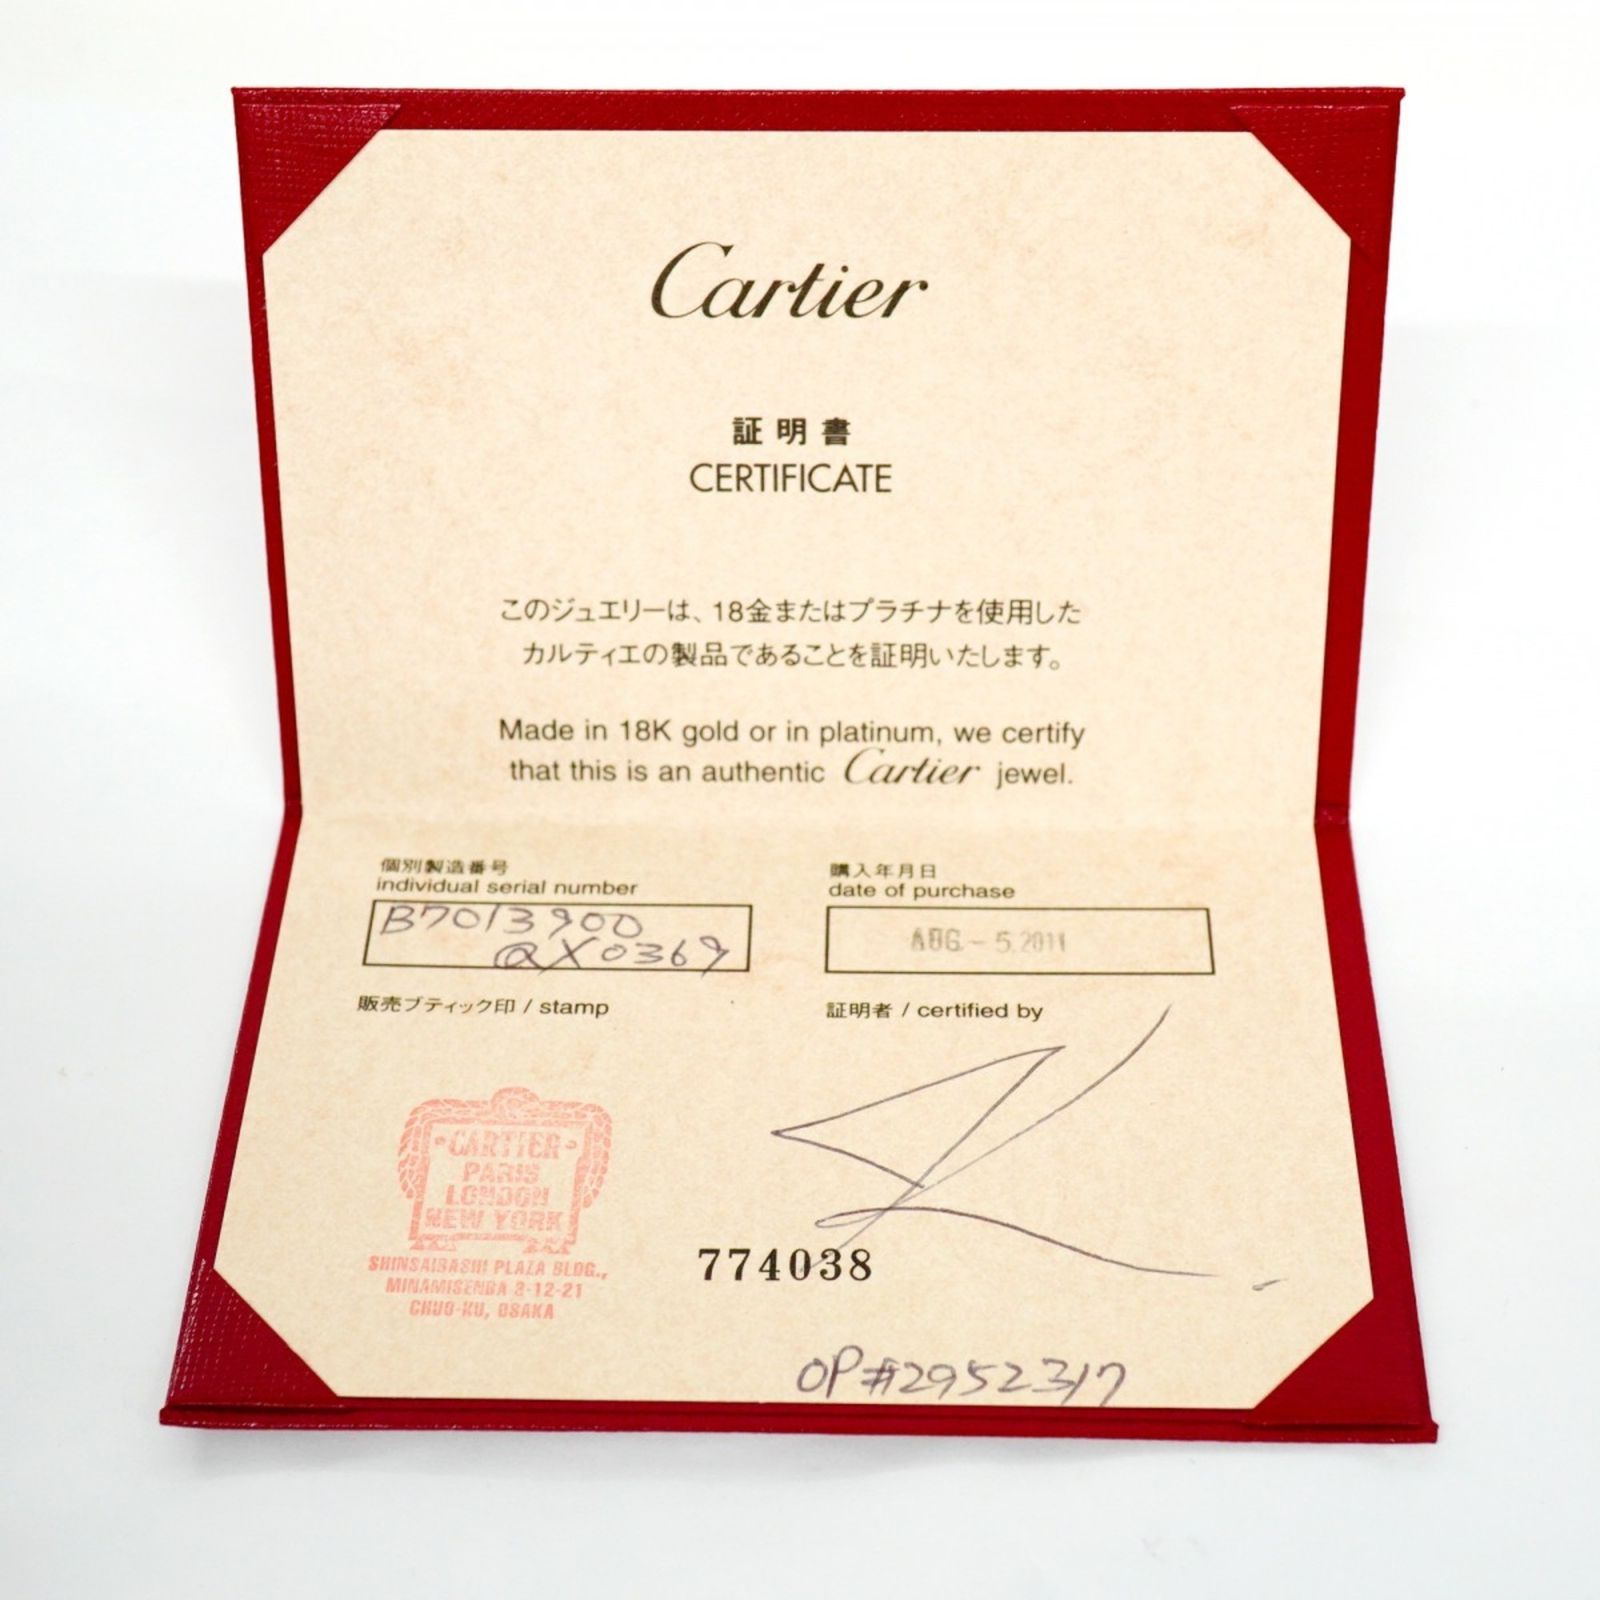 Cartier
証明書
CERTIFICATE
このジュエリーは、18金またはプラチナを使用した
カルティエの製品であることを証明いたします。
Made in 18K gold or in platinum, we certify
that this is an authentic Cartier jewel.
個別製造番号
individual serial number
B7013900
QX0369
購入年月日
date of purchase
AUG.-5.2011
販売ブティック印 / stamp
証明者 / certified by
CARTIER
PARIS
LONDON
NEW YORK
SHINSAIBASHI PLAZA BLDG.,
MINAMISENBA 3-12-21
CHUO-KU, OSAKA
774038
OP#2952317